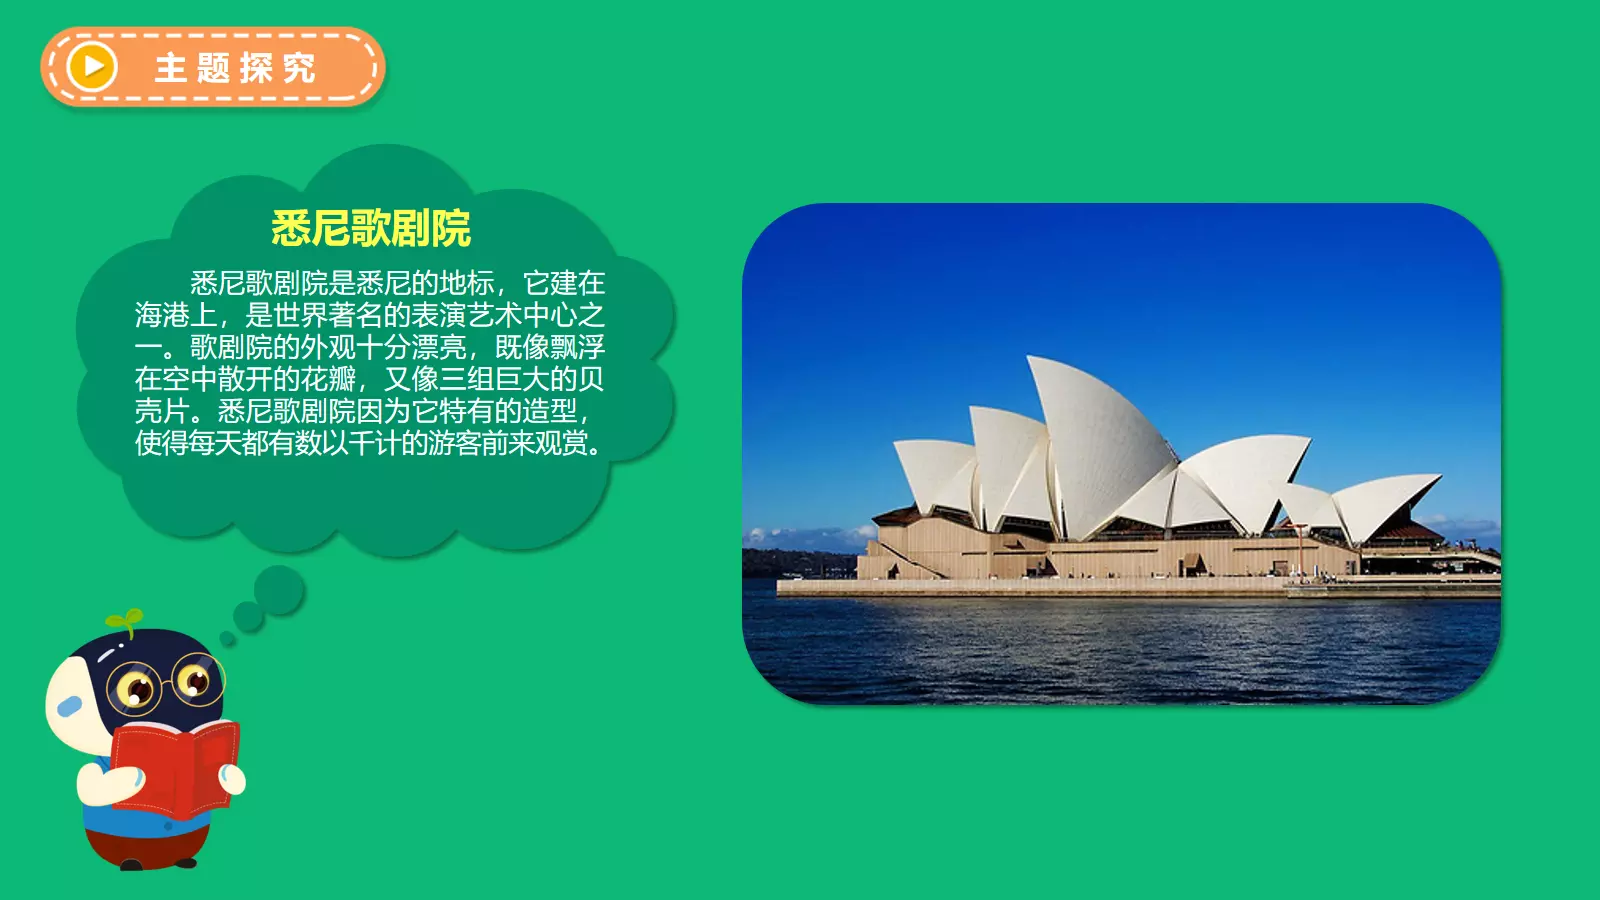 主题探究
悉尼歌剧院
悉尼歌剧院是悉尼的地标，它建在
海港上，是世界著名的表演艺术中心之
一。歌剧院的外观十分漂亮，既像飘浮
在空中散开的花瓣，又像三组巨大的贝
壳片。悉尼歌剧院因为它特有的造型，
使得每天都有数以千计的游客前来观赏。